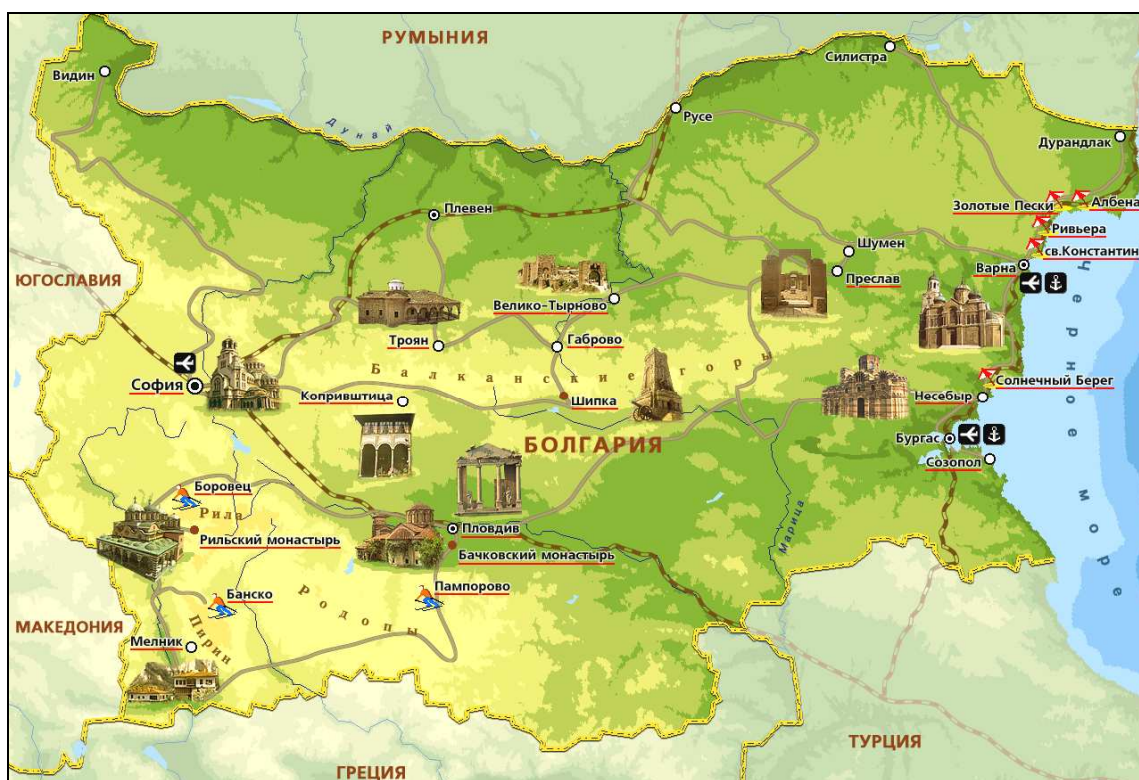 РУМЫНИЯ
Силистра
Видин
Русе
Дунай
Дурандлак
Плевен
Золотые Пески
Албена
Ривьера
Шумен
св.Константин
ЮГОСЛАВИЯ
Варна
Преслав
Велико-Тырново
Троян
Габрово
Балканские горы
София
Солнечный Берег
Копривштица
Шипка
Несебыр
БОЛГАРИЯ
Бургас
Созопол
Черное море
Боровец
Рила
Пловдив
Рильский монастырь
Марица
Бачковский монастырь
Пампорово
Банско
Родопы
МАКЕДОНИЯ
Пирин
Мелник
ТУРЦИЯ
ГРЕЦИЯ